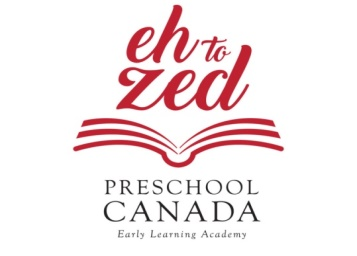 eh to
zed
PRESCHOOL
CANADA
Early Learning Academy